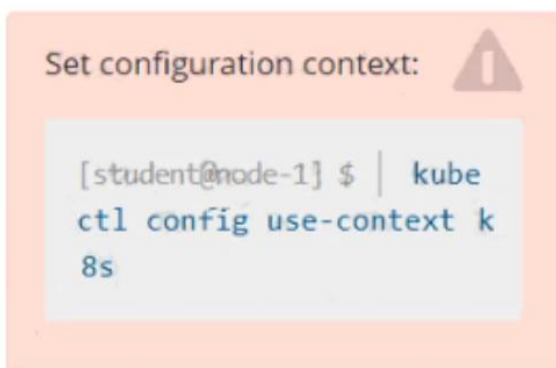 Set configuration context:
[student@node-1] $ | kube
ctl config use-context k
8s